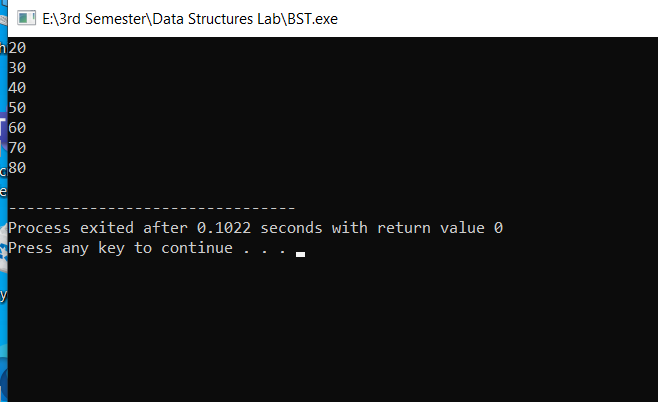 E:\3rd Semester\Data Structures Lab\BST.exe
20
30
40
50
60
70
80
--------------------------------
Process exited after 0.1022 seconds with return value 0
Press any key to continue . . .